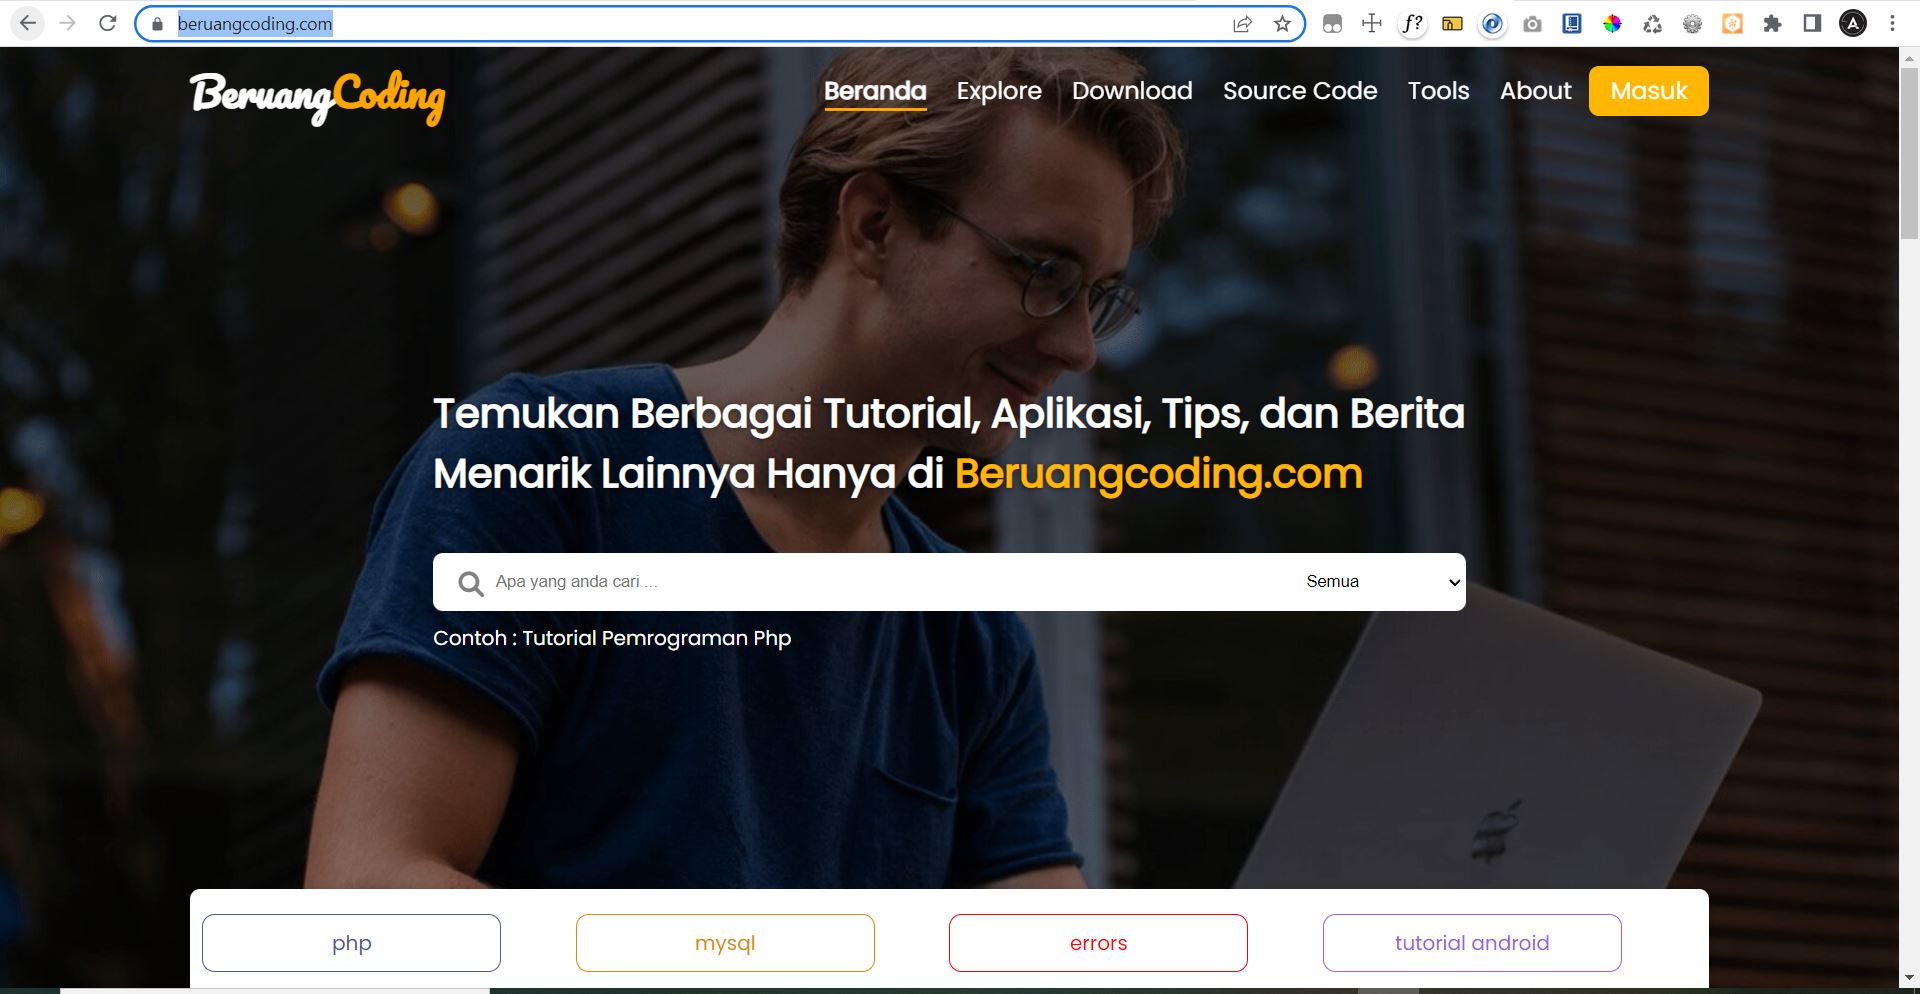 beruangcoding.com
BeruangCoding
Beranda Explore Download Source Code Tools About Masuk
Temukan Berbagai Tutorial, Aplikasi, Tips, dan Berita
Menarik Lainnya Hanya di Beruangcoding.com
Apa yang anda cari ... Semua
Contoh : Tutorial Pemrograman Php
php mysql errors tutorial android